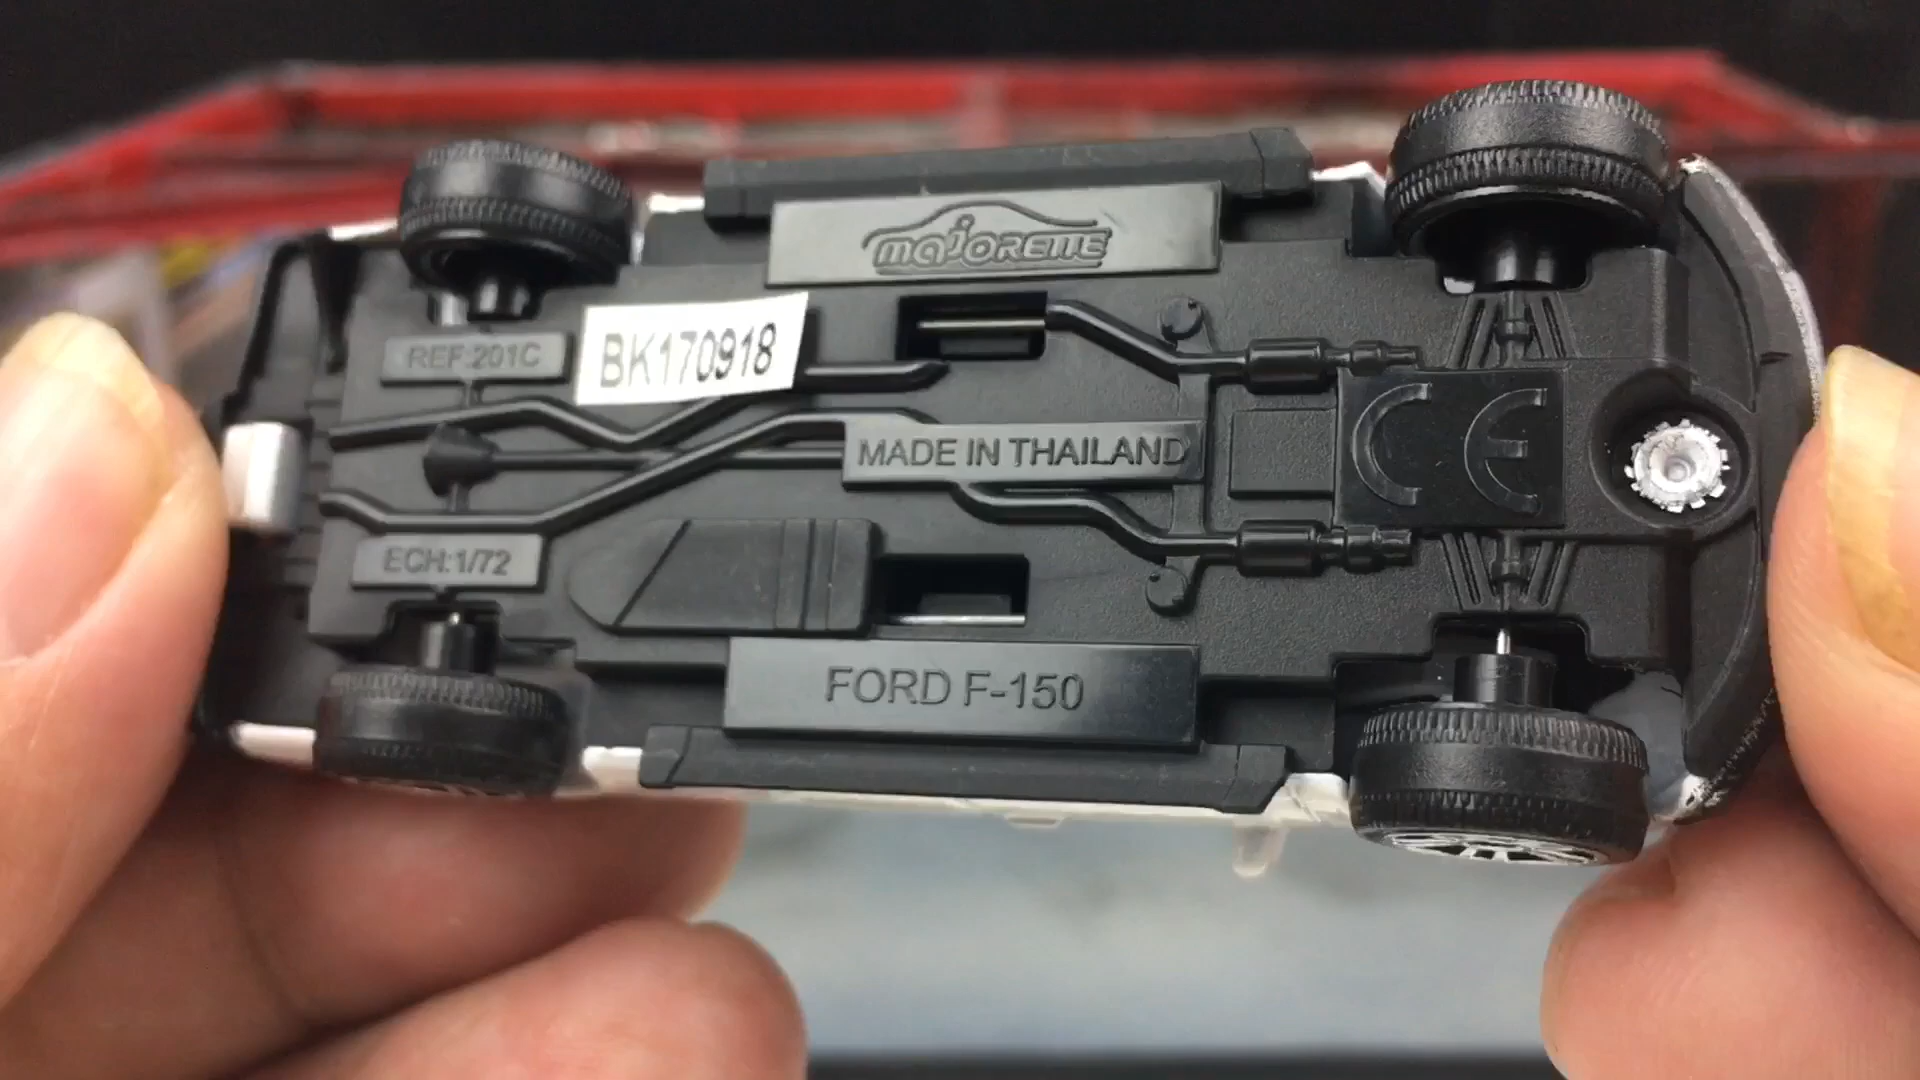 majorette
REF:201C
BK170918
MADE IN THAILAND
CE
ECH:1/72
FORD F-150